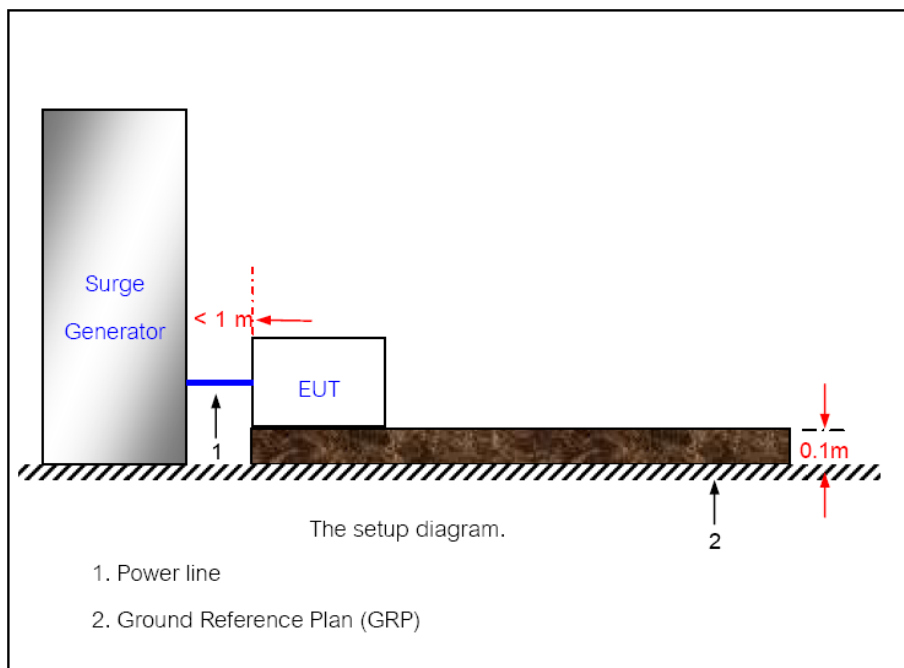 Surge
Generator
< 1 m
EUT
1
0.1m
2
The setup diagram.
1. Power line
2. Ground Reference Plan (GRP)